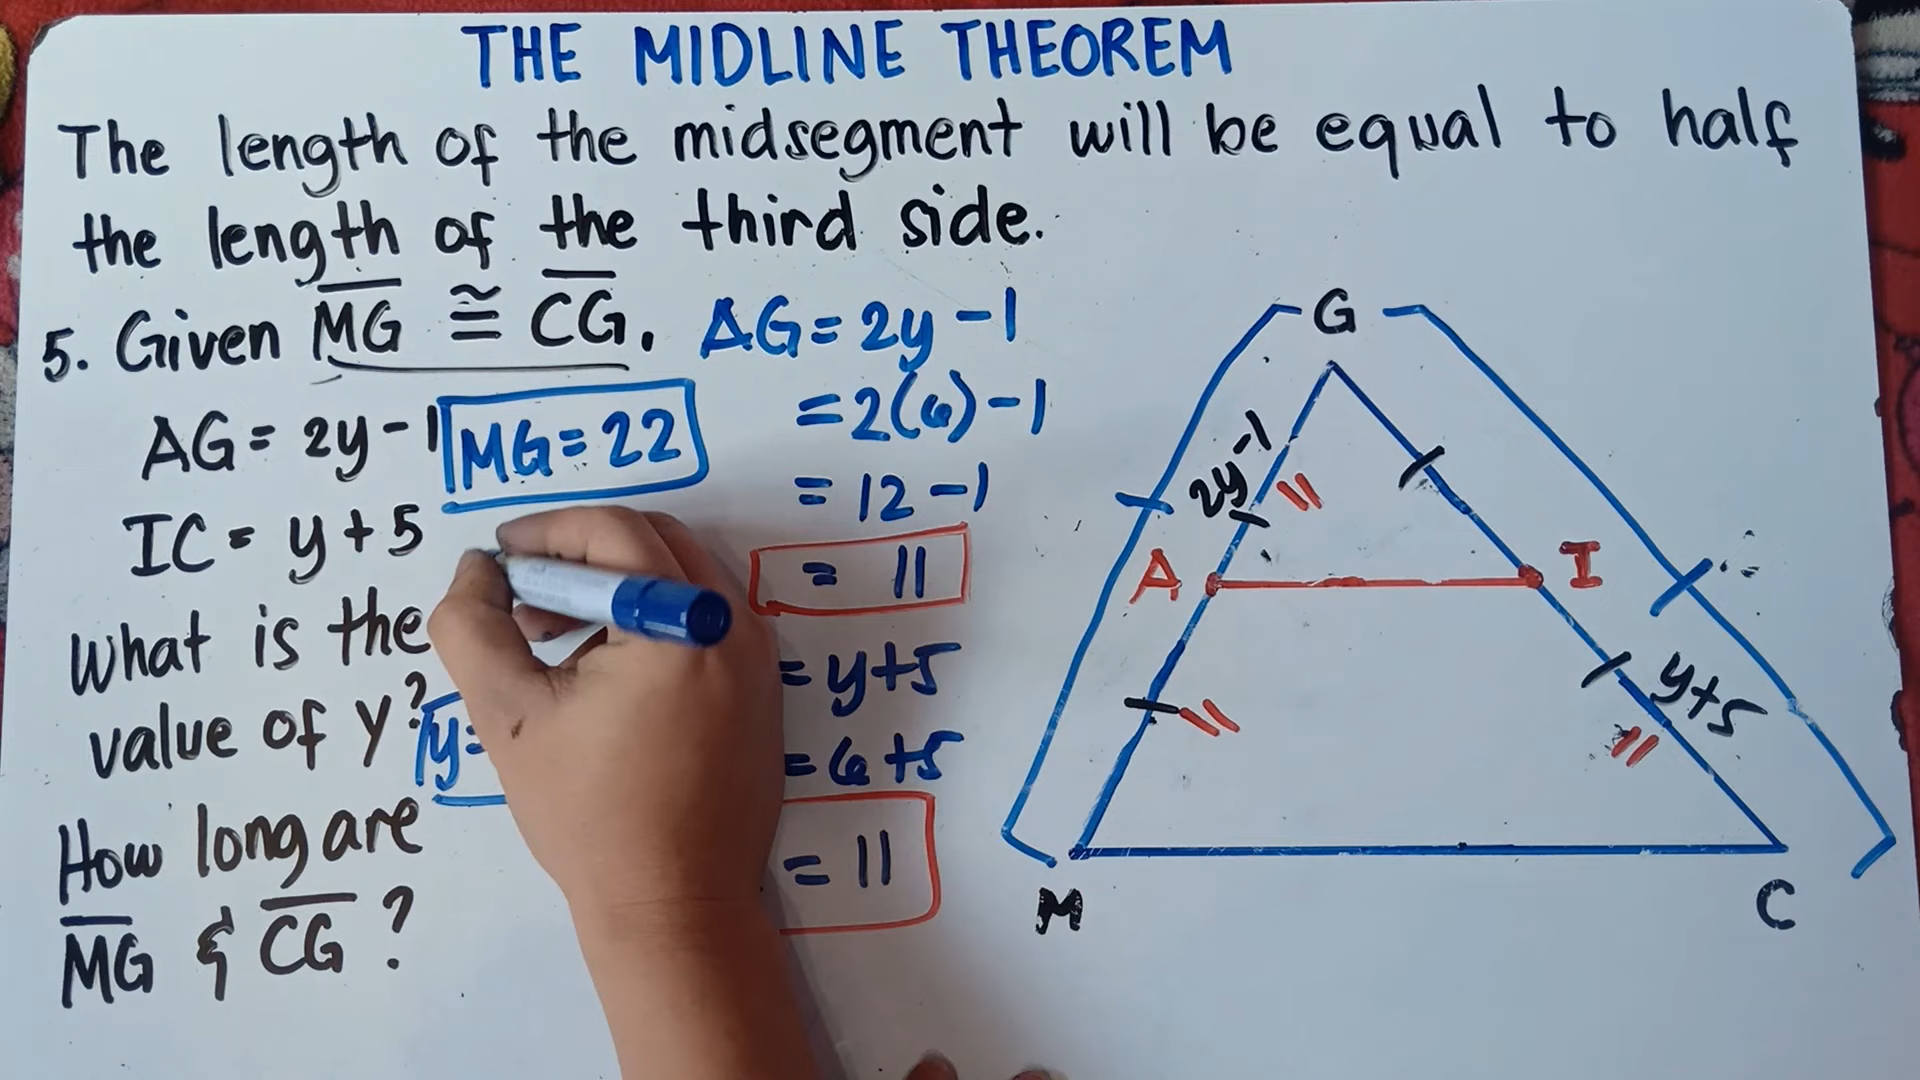 THE MIDLINE THEOREM
The length of the midsegment will be equal to half
the length of the third side.
5. Given MG ≅ CG.
AG = 2y - 1
IC = y + 5
What is the
value of y?
How long are
MG & CG?
MG = 22
y =
AG = 2y - 1
= 2(6) - 1
= 12 - 1
= 11
= y + 5
= 6 + 5
= 11
G
2y - 1
A
I
y + 5
M
C